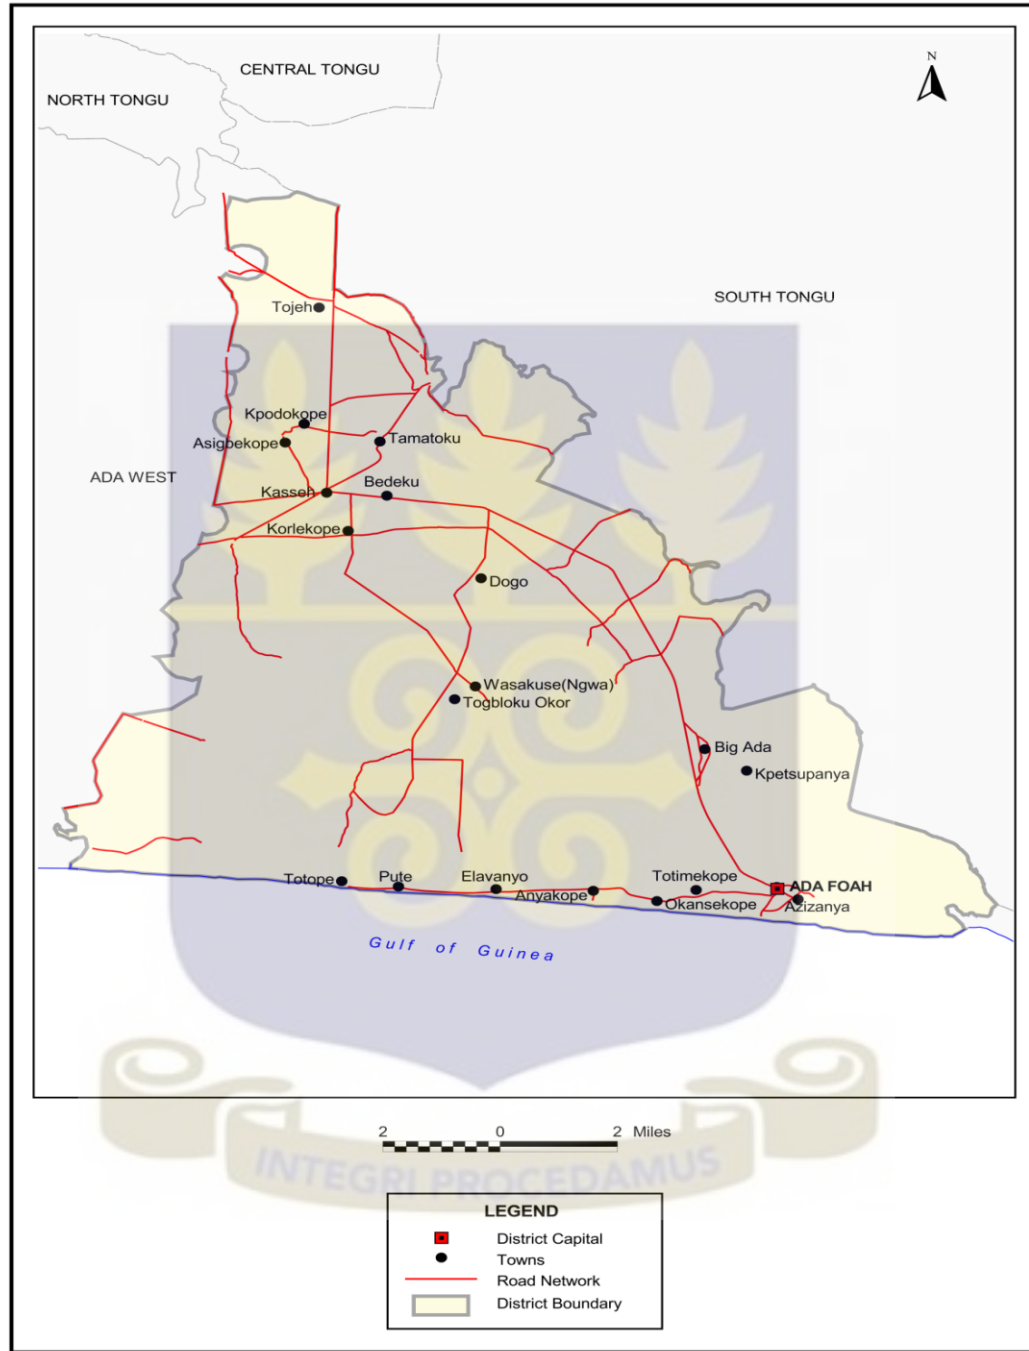 CENTRAL TONGU
NORTH TONGU
N
SOUTH TONGU
Tojeh
Kpodokope
Asigbekope
Tamatoku
ADA WEST
Bedeku
Kasseh
Korlekope
Dogo
Wasakuse(Ngwa)
Togbloku Okor
Big Ada
Kpetsupanya
Totope
Pute
Elavanyo
Totimekope
ADA FOAH
Anyakope
Okansekope
Azizanya
Gulf of Guinea
2 0 2 Miles
INTEGRI PROCEDAMUS
LEGEND
District Capital
Towns
Road Network
District Boundary